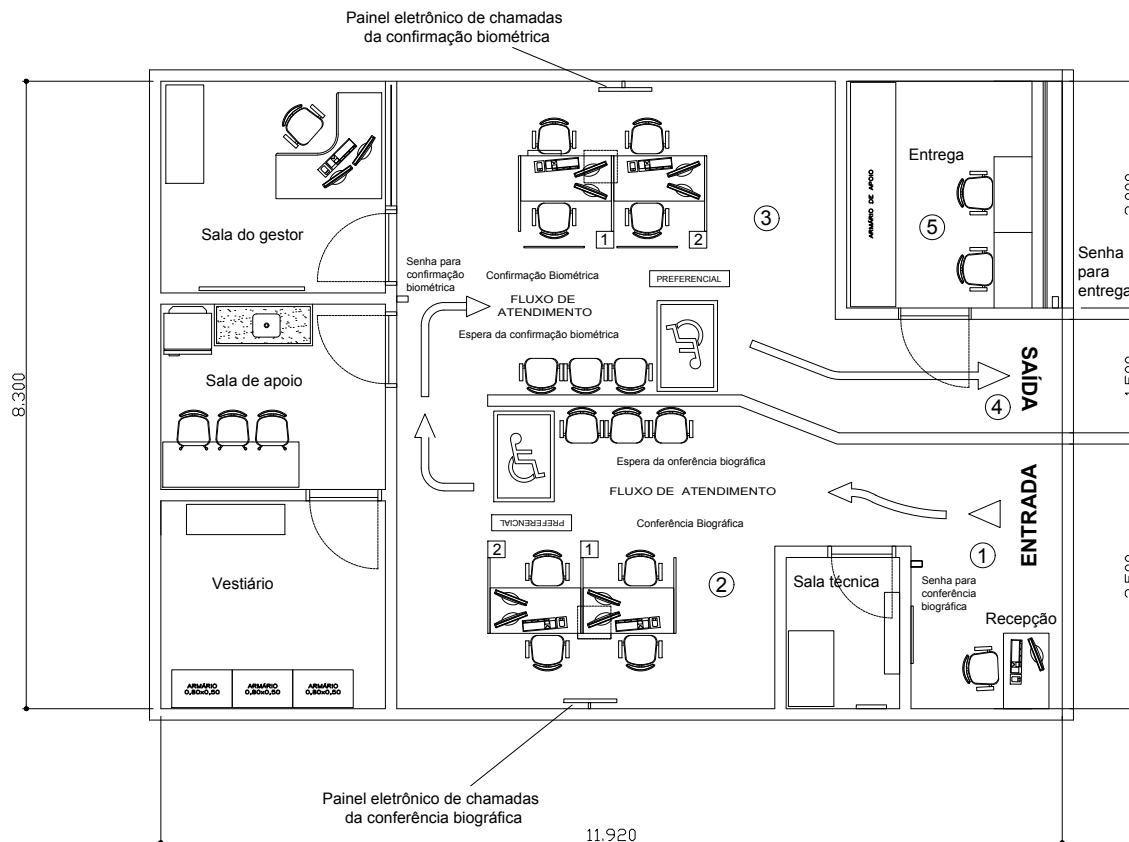 Painel eletrônico de chamadas
da confirmação biométrica
Sala do gestor
Senha para
confirmação
biométrica
Confirmação Biométrica
FLUXO DE
ATENDIMENTO
Espera da confirmação biométrica
1
2
3
PREFERENCIAL
Entrega
ARMÁRIO DE APOIO
5
Senha
para
entrega
SAÍDA
4
Sala de apoio
8.300
1.500
Espera da onferência biográfica
FLUXO DE ATENDIMENTO
Conferência Biográfica
PREFERENCIAL
2
1
2
ENTRADA
1
Vestiário
Sala técnica
Senha para
conferência
biográfica
Recepção
ARMÁRIO
0,80x0,50
ARMÁRIO
0,80x0,50
ARMÁRIO
0,80x0,50
Painel eletrônico de chamadas
da conferência biográfica
11.920